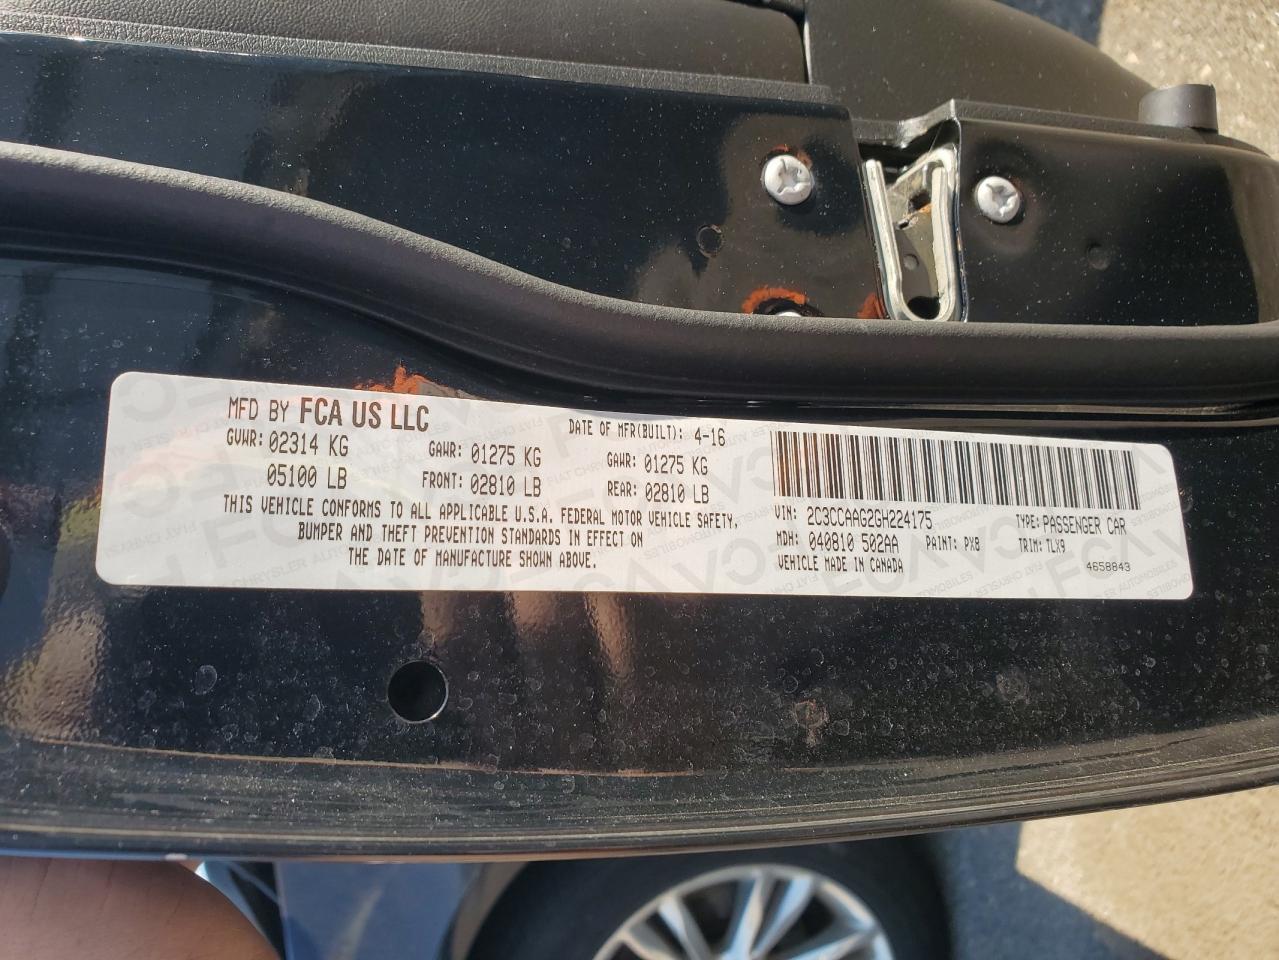 MFD BY FCA US LLC
DATE OF MFR(BUILT): 4-16
GVWR: 02314 KG GAWR: 01275 KG GAWR: 01275 KG
05100 LB FRONT: 02810 LB REAR: 02810 LB
THIS VEHICLE CONFORMS TO ALL APPLICABLE U.S.A. FEDERAL MOTOR VEHICLE SAFETY,
BUMPER AND THEFT PREVENTION STANDARDS IN EFFECT ON
THE DATE OF MANUFACTURE SHOWN ABOVE.
VIN: 2C3CCAAG2GH224175 TYPE: PASSENGER CAR
MDH: 040810 502AA PAINT: PX8 TRIM: TLX9
VEHICLE MADE IN CANADA 4658843